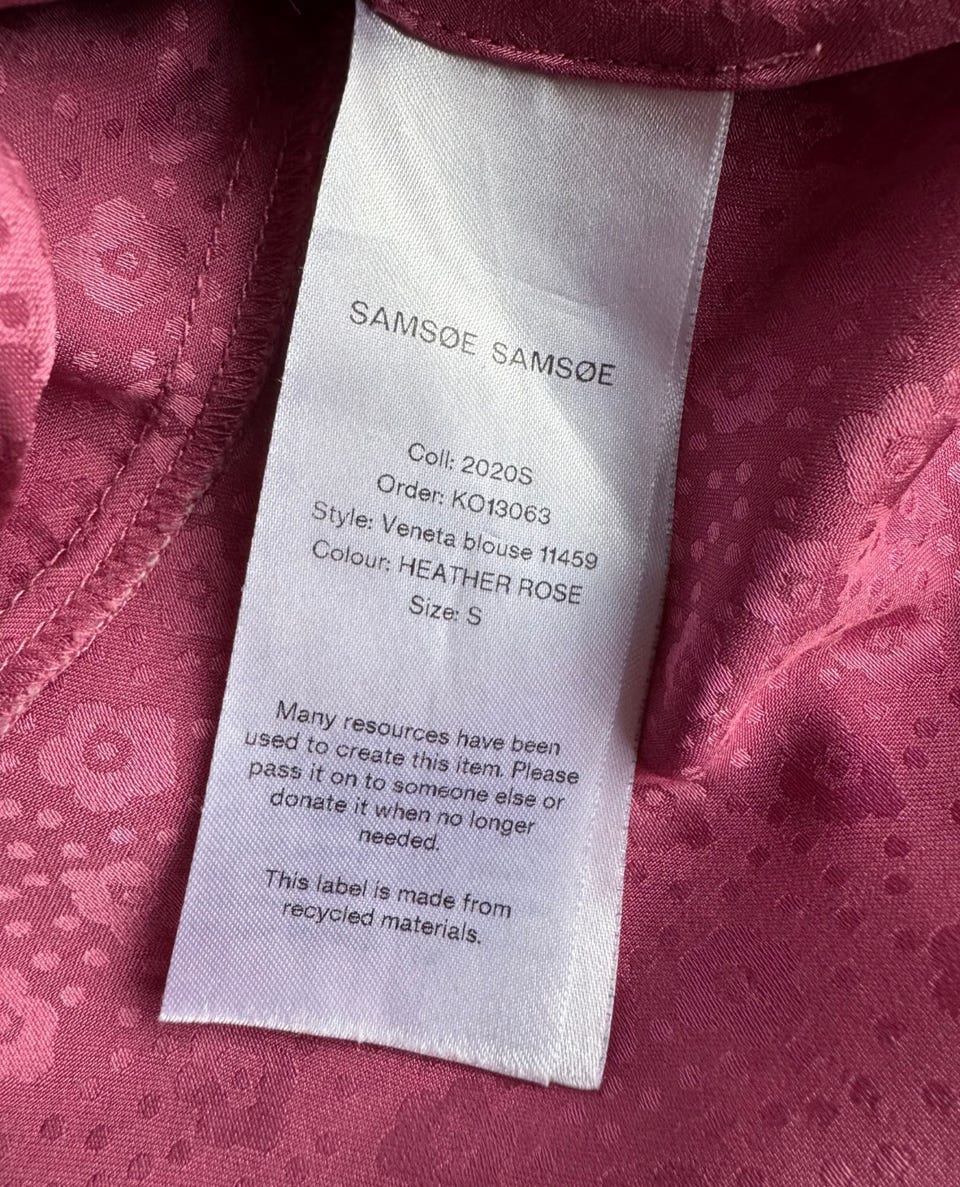 SAMSØE SAMSØE
Coll: 2020S
Order: KO13063
Style: Veneta blouse 11459
Colour: HEATHER ROSE
Size: S
Many resources have been
used to create this item. Please
pass it on to someone else or
donate it when no longer
needed.
This label is made from
recycled materials.